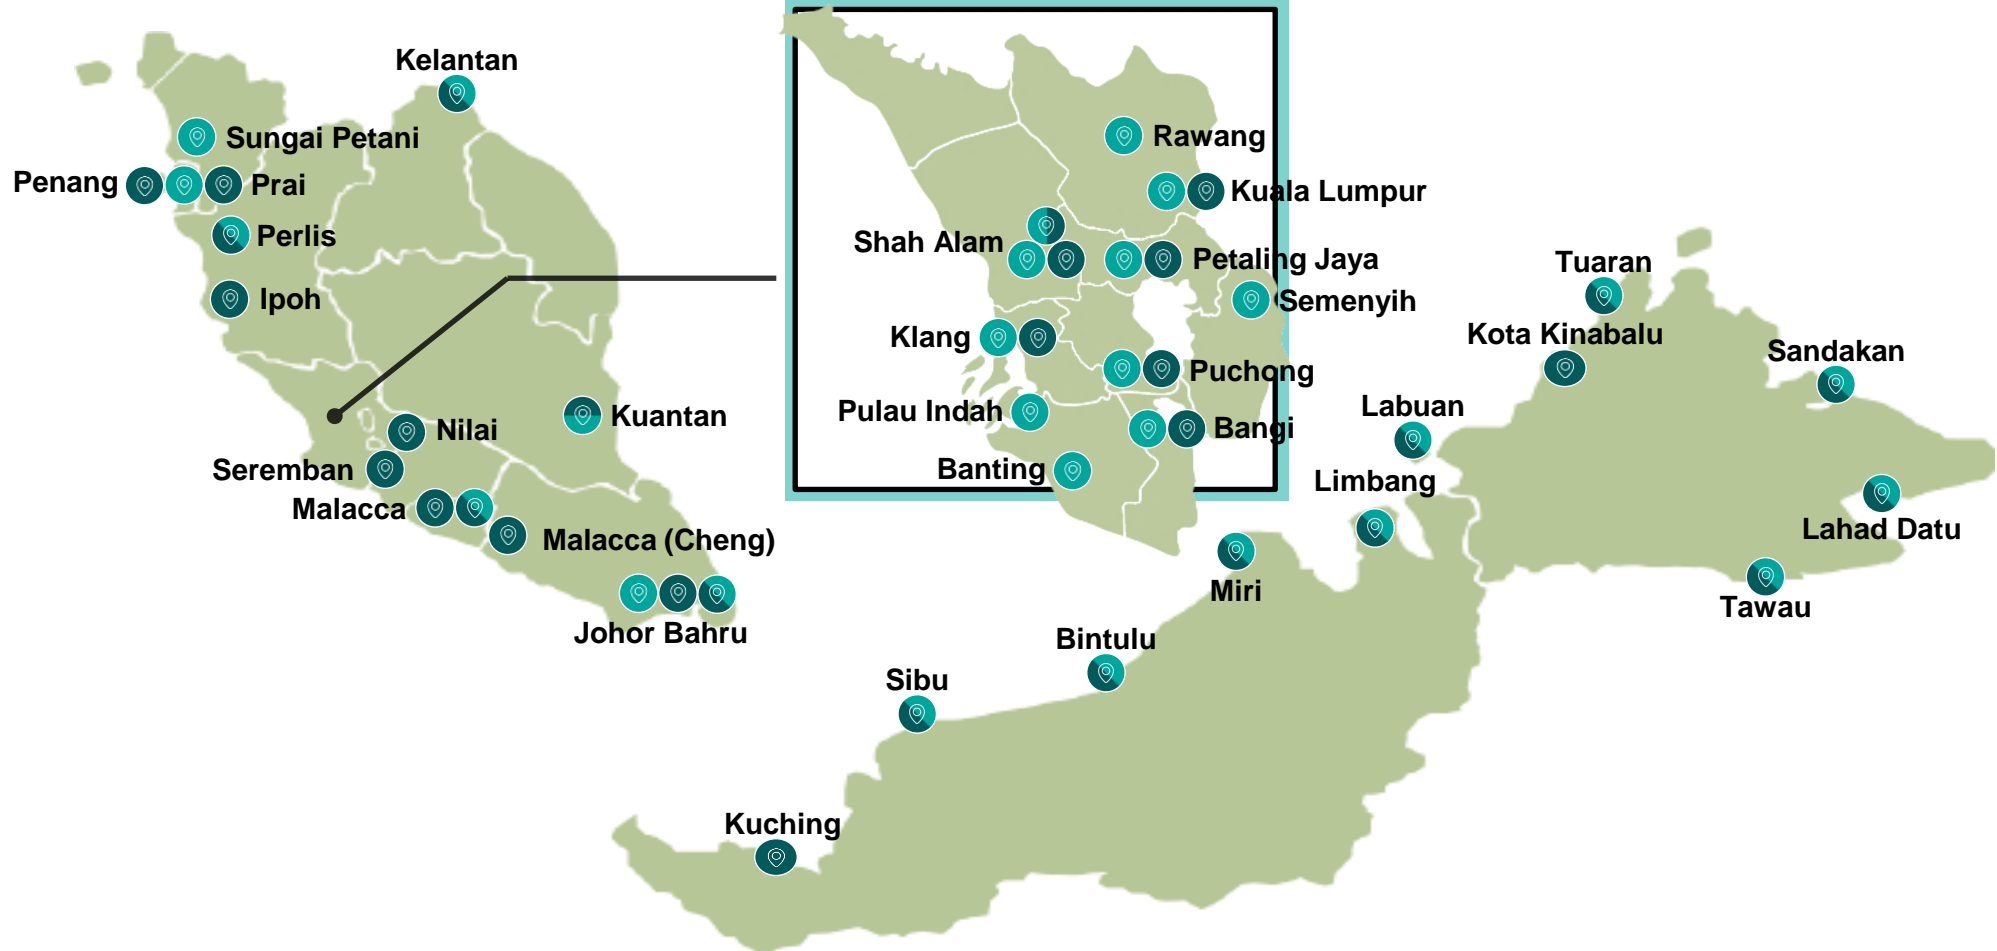 Kelantan
Sungai Petani
Penang
Prai
Perlis
Ipoh
Kuantan
Nilai
Seremban
Malacca
Malacca (Cheng)
Johor Bahru
Rawang
Kuala Lumpur
Shah Alam
Petaling Jaya
Semenyih
Klang
Puchong
Pulau Indah
Bangi
Banting
Tuaran
Kota Kinabalu
Sandakan
Labuan
Limbang
Lahad Datu
Miri
Tawau
Bintulu
Sibu
Kuching